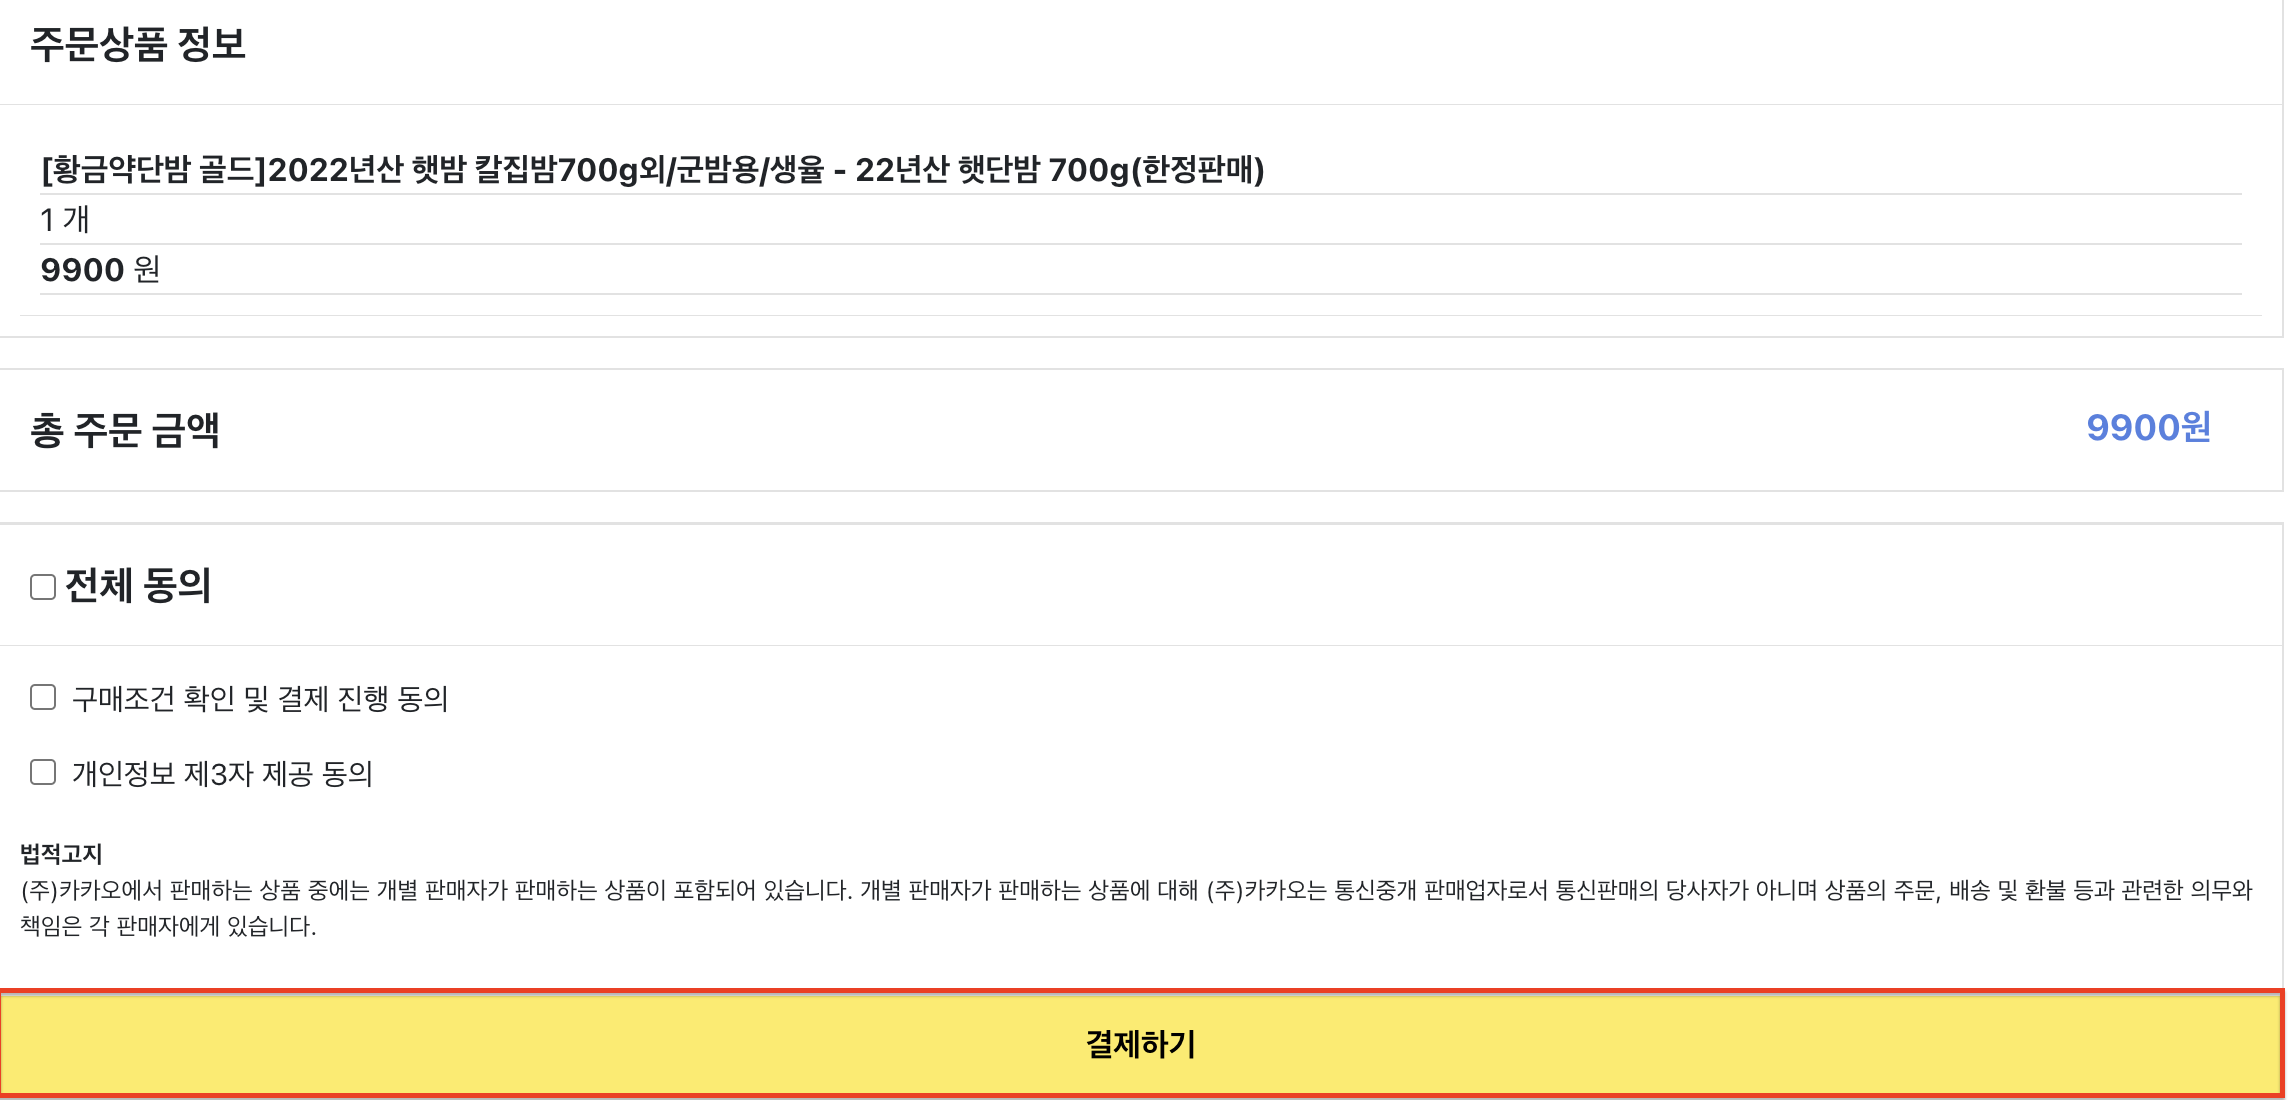 주문상품 정보
[황금약단밤 골드]2022년산 햇밤 칼집밤700g외/군밤용/생율 - 22년산 햇단밤 700g(한정판매)
1 개
9900 원
총 주문 금액
9900원
전체 동의
구매조건 확인 및 결제 진행 동의
개인정보 제3자 제공 동의
법적고지
(주)카카오에서 판매하는 상품 중에는 개별 판매자가 판매하는 상품이 포함되어 있습니다. 개별 판매자가 판매하는 상품에 대해 (주)카카오는 통신중개 판매업자로서 통신판매의 당사자가 아니며 상품의 주문, 배송 및 환불 등과 관련한 의무와
책임은 각 판매자에게 있습니다.
결제하기